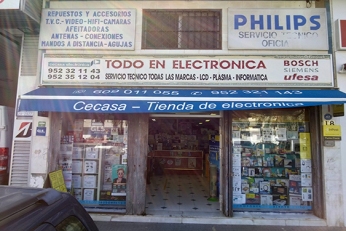 REPUESTOS Y ACCESORIOS
T.V.C.-VIDEO-HIFI-CAMARAS
AFEITADORAS
ANTENAS - CONEXIONES
MANDOS A DISTANCIA-AGUJAS
PHILIPS
SERVICIO TECNICO
OFICIAL
952 32 11 43
952 35 12 04
TODO EN ELECTRONICA
SERVICIO TECNICO TODAS LAS MARCAS - LCD - PLASMA - INFORMATICA
BOSCH
SIEMENS
ufesa
609 011 055
952 321 143
Cecasa - Tienda de electronica